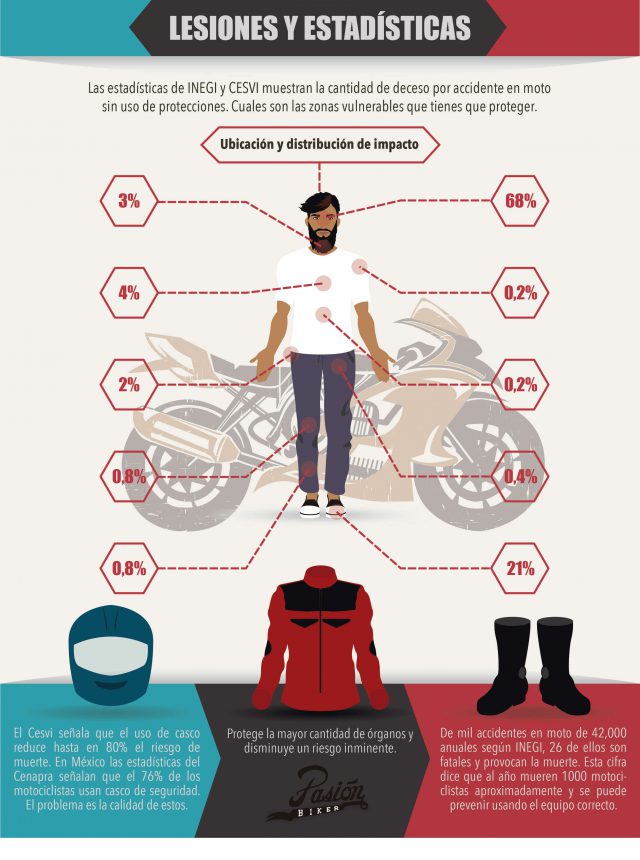 LESIONES Y ESTADÍSTICAS
Las estadísticas de INEGI y CESVI muestran la cantidad de deceso por accidente en moto
sin uso de protecciones. Cuales son las zonas vulnerables que tienes que proteger.
Ubicación y distribución de impacto
3%
68%
4%
0,2%
2%
0,2%
0,8%
0,4%
0,8%
21%
El Cesvi señala que el uso de casco
reduce hasta en 80% el riesgo de
muerte. En México las estadísticas del
Cenapra señalan que el 76% de los
motociclistas usan casco de seguridad.
El problema es la calidad de estos.
Protege la mayor cantidad de órganos y
disminuye un riesgo inminente.
Pasión
BIKER
De mil accidentes en moto de 42,000
anuales según INEGI, 26 de ellos son
fatales y provocan la muerte. Esta cifra
dice que al año mueren 1000 motoci-
clistas aproximadamente y se puede
prevenir usando el equipo correcto.